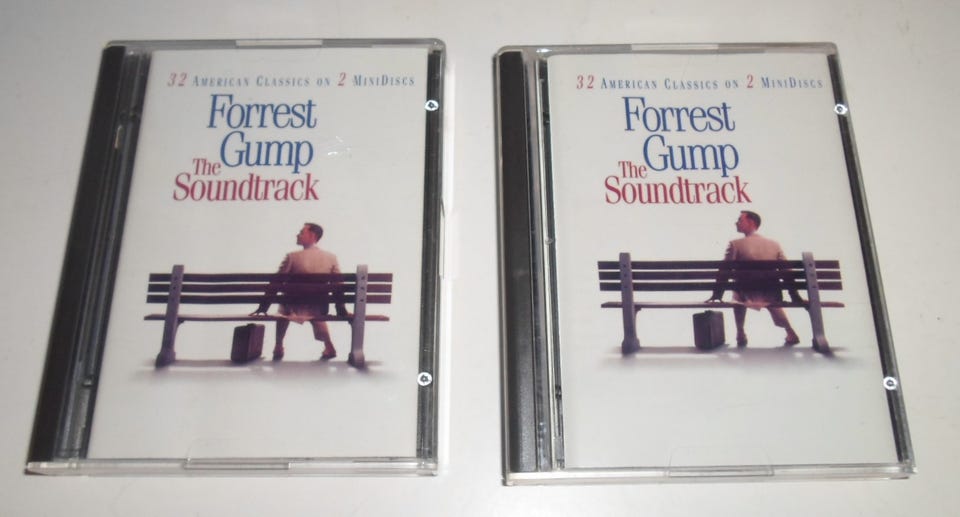 32 American Classics on 2 MiniDiscs
Forrest
Gump
The
Soundtrack
32 American Classics on 2 MiniDiscs
Forrest
Gump
The
Soundtrack